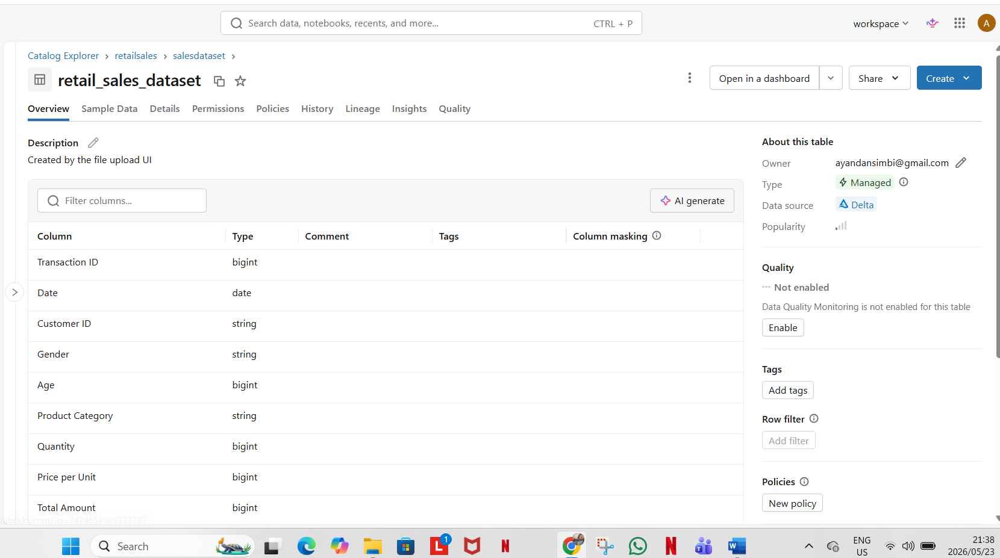 Search data, notebooks, recents, and more...
CTRL + P
workspace
A
Catalog Explorer > retailsales > salesdataset >
retail_sales_dataset
Open in a dashboard
Share
Create
Overview Sample Data Details Permissions Policies History Lineage Insights Quality
Description
Created by the file upload UI
Filter columns...
AI generate
Column Type Comment Tags Column masking
Transaction ID bigint
Date date
Customer ID string
Gender string
Age bigint
Product Category string
Quantity bigint
Price per Unit bigint
Total Amount bigint
About this table
Owner ayandansimbi@gmail.com
Type Managed
Data source Delta
Popularity
Quality
Not enabled
Data Quality Monitoring is not enabled for this table
Enable
Tags
Add tags
Row filter
Add filter
Policies
New policy
Search
L 1
N
N
T
W
ENG
US
21:38
2026/05/23